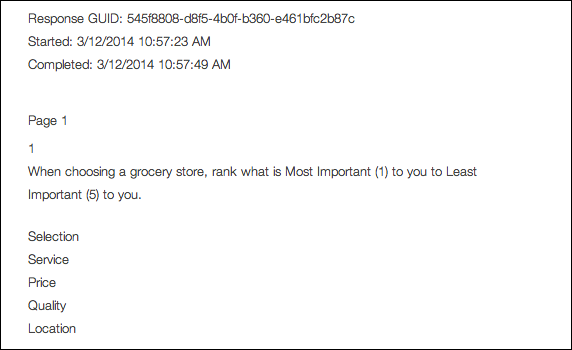 Response GUID: 545f8808-d8f5-4b0f-b360-e461bfc2b87c
Started: 3/12/2014 10:57:23 AM
Completed: 3/12/2014 10:57:49 AM
Page 1
1
When choosing a grocery store, rank what is Most Important (1) to you to Least
Important (5) to you.
Selection
Service
Price
Quality
Location